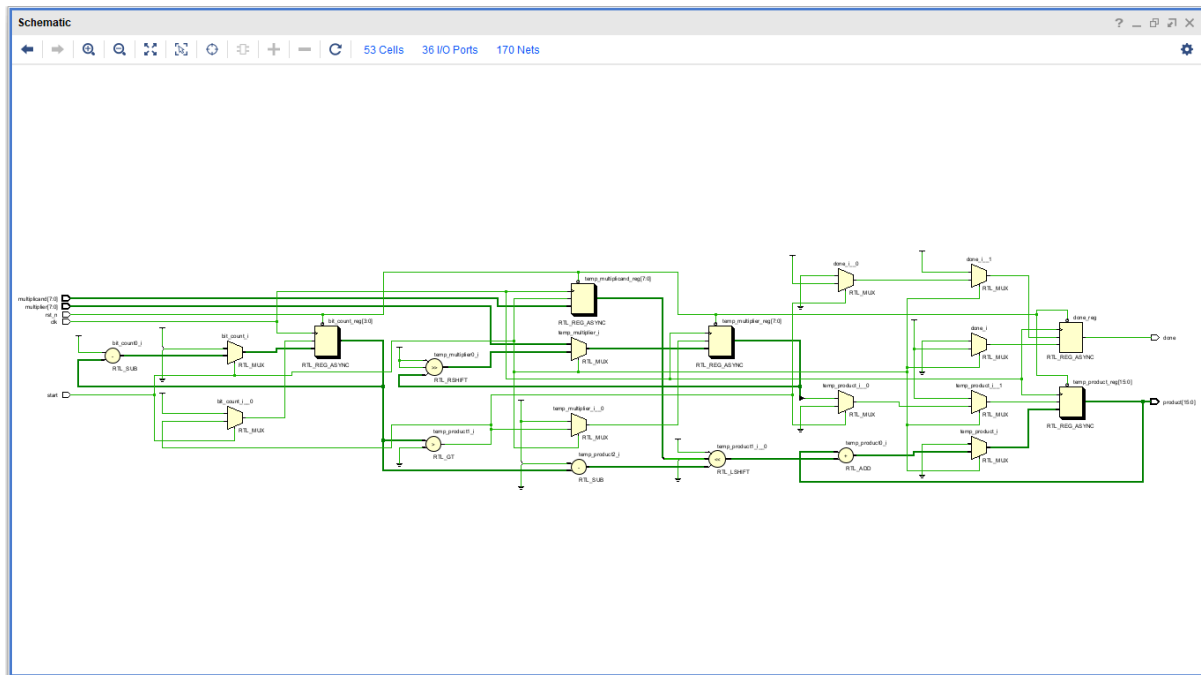 Schematic
53 Cells 36 I/O Ports 170 Nets
multiplicand[7:0]
multiplier[7:0]
rst_n
clk
start
bit_count0_i
RTL_SUB
bit_count_i
RTL_MUX
bit_count_i__0
RTL_MUX
bit_count_reg[3:0]
RTL_REG_ASYNC
temp_multiplier0_i
RTL_RSHIFT
temp_product1_i
RTL_GT
temp_multiplicand_reg[7:0]
RTL_REG_ASYNC
temp_multiplier_i
RTL_MUX
temp_multiplier_i__0
RTL_MUX
temp_product2_i
RTL_SUB
temp_multiplier_reg[7:0]
RTL_REG_ASYNC
temp_product1_i__0
RTL_LSHIFT
done_i__0
RTL_MUX
temp_product_i__0
RTL_MUX
temp_product0_i
RTL_ADD
done_i__1
RTL_MUX
done_i
RTL_MUX
temp_product_i__1
RTL_MUX
temp_product_i
RTL_MUX
done_reg
RTL_REG_ASYNC
temp_product_reg[15:0]
RTL_REG_ASYNC
done
product[15:0]